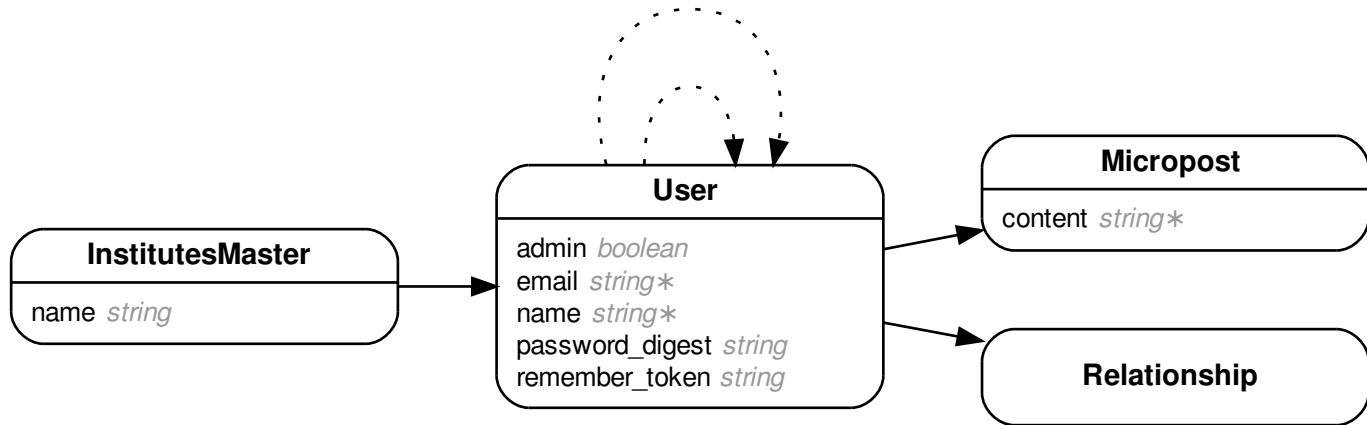 InstitutesMaster
name string
User
admin boolean
email string∗
name string∗
password_digest string
remember_token string
Micropost
content string∗
Relationship